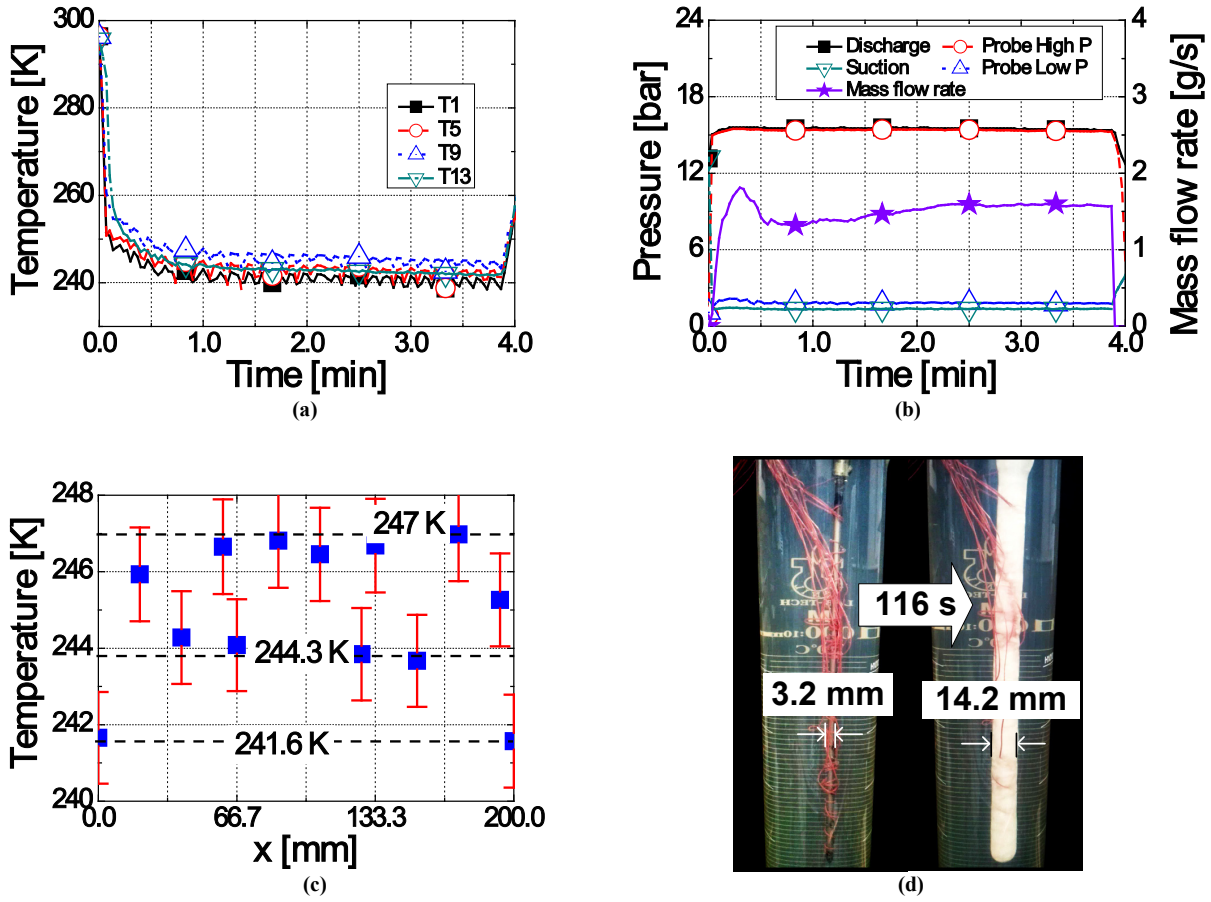 300
290
280
270
260
250
240
Temperature [K]
T1
T5
T9
T13
0.0 1.0 2.0 3.0 4.0
Time [min]
(a)
24
18
12
6
0
Pressure [bar]
Discharge
Probe High P
Suction
Probe Low P
Mass flow rate
4
3
2
1
0
Mass flow rate [g/s]
0.0 1.0 2.0 3.0 4.0
Time [min]
(b)
248
246
244
242
240
Temperature [K]
247 K
244.3 K
241.6 K
0.0 66.7 133.3 200.0
x [mm]
(c)
116 s
3.2 mm
14.2 mm
(d)